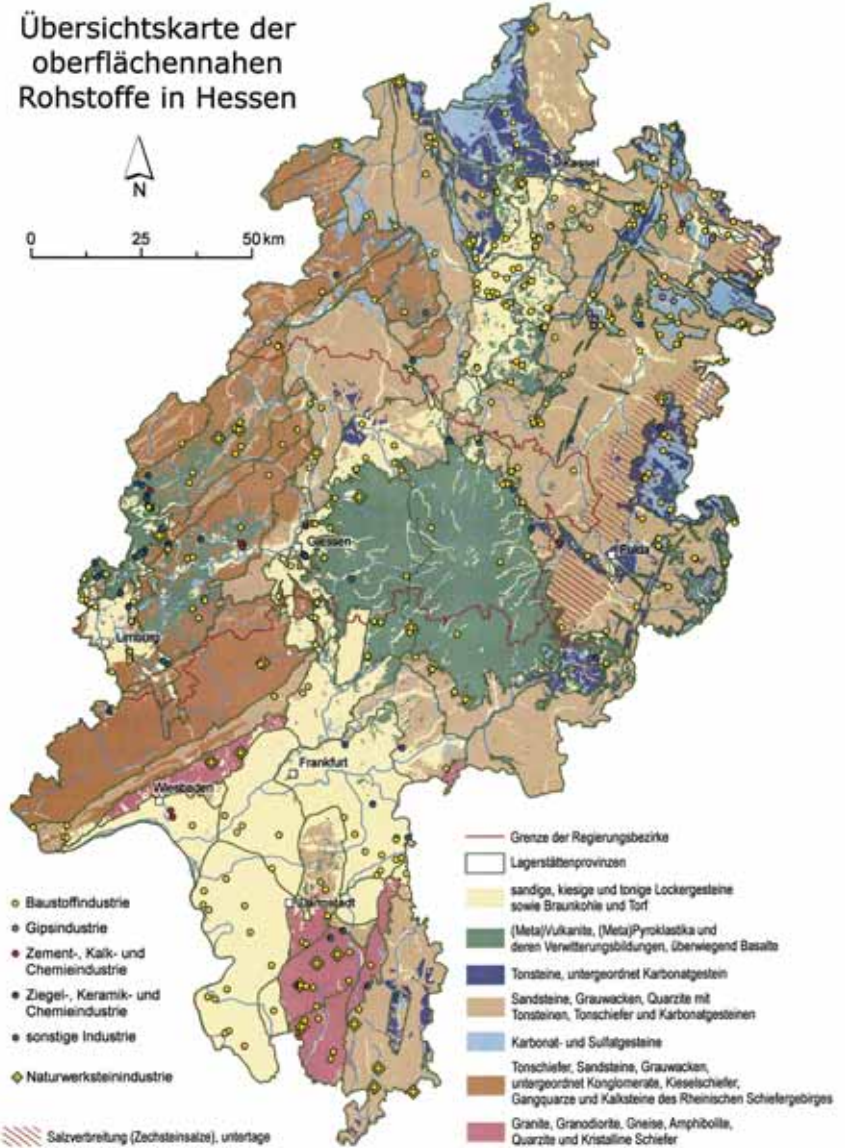 Übersichtskarte der
oberflächennahen
Rohstoffe in Hessen
N
0 25 50 km
Kassel
Giessen
Fulda
Limburg
Frankfurt
Wiesbaden
Darmstadt
Baustoffindustrie
Gipsindustrie
Zement-, Kalk- und
Chemieindustrie
Ziegel-, Keramik- und
Chemieindustrie
sonstige Industrie
Naturwerksteinindustrie
Salzverbreitung (Zechsteinsalze), untertage
Grenze der Regierungsbezirke
Lagerstättenprovinzen
sandige, kiesige und tonige Lockergesteine
sowie Braunkohle und Torf
(Meta)Vulkanite, (Meta)Pyroklastika und
deren Verwitterungsbildungen, überwiegend Basalte
Tonsteine, untergeordnet Karbonatgestein
Sandsteine, Grauwacken, Quarzite mit
Tonsteinen, Tonschiefer und Karbonatgesteinen
Karbonat- und Sulfatgesteine
Tonschiefer, Sandsteine, Grauwacken,
untergeordnet Konglomerate, Kieselschiefer,
Gangquarze und Kalksteine des Rheinischen Schiefergebirges
Granite, Granodiorite, Gneise, Amphibolite,
Quarzite und Kristalline Schiefer